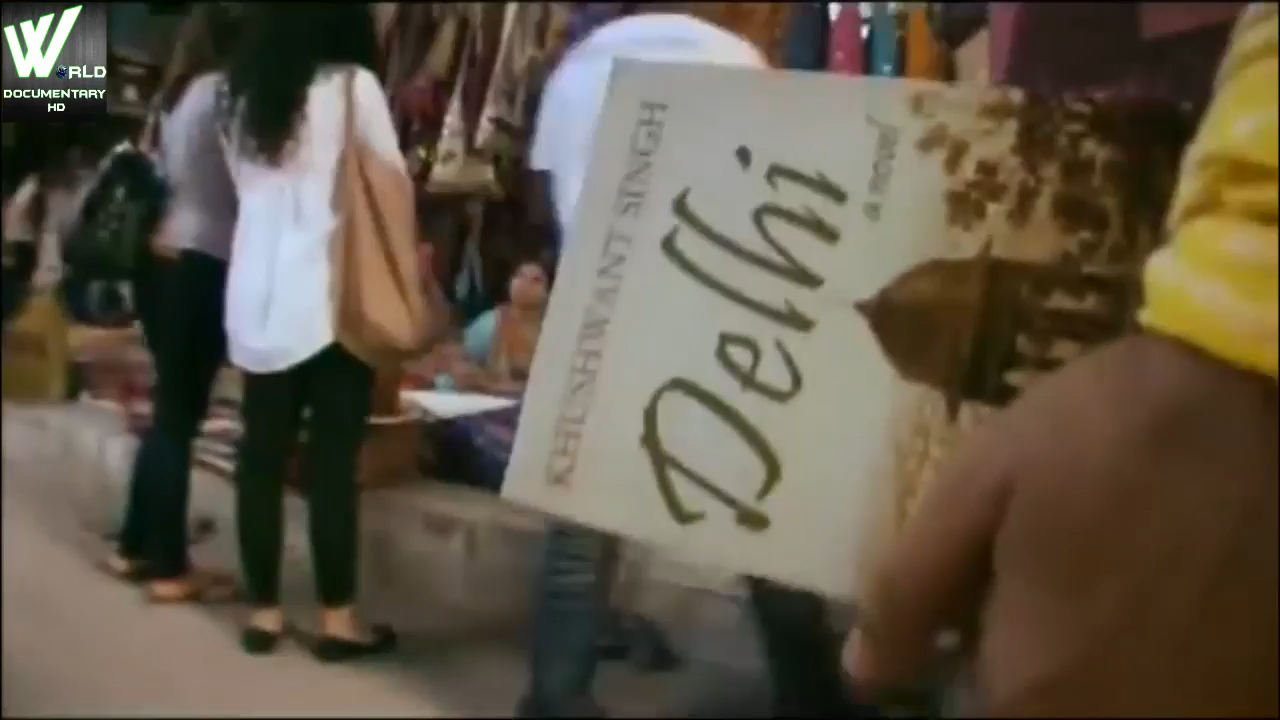 WORLD
DOCUMENTARY
HD
KHUSHWANT SINGH
Delhi
a novel